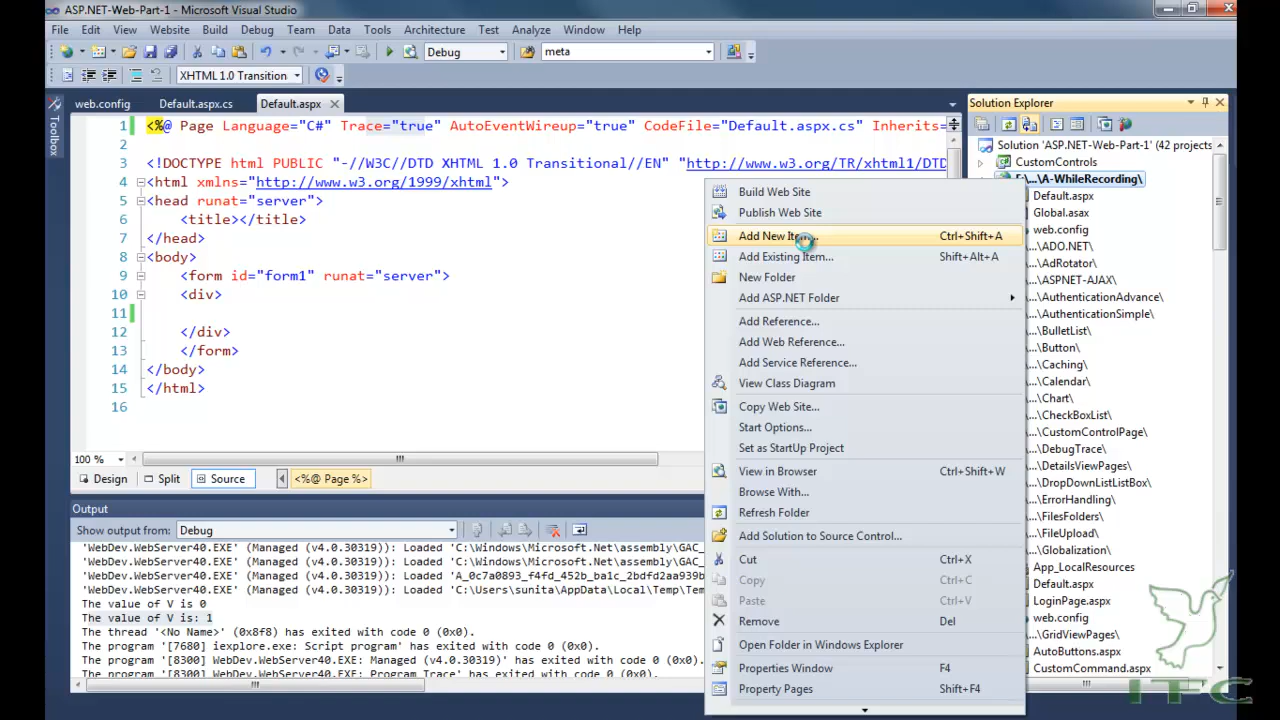 ASP.NET-Web-Part-1 - Microsoft Visual Studio
File Edit View Website Build Debug Team Data Tools Architecture Test Analyze Window Help
Debug meta
XHTML 1.0 Transition
web.config Default.aspx.cs Default.aspx
Toolbox
1 <%@ Page Language="C#" Trace="true" AutoEventWireup="true" CodeFile="Default.aspx.cs" Inherits=
2
3 <!DOCTYPE html PUBLIC "-//W3C//DTD XHTML 1.0 Transitional//EN" "http://www.w3.org/TR/xhtml1/DTD
4 <html xmlns="http://www.w3.org/1999/xhtml">
5 <head runat="server">
6 <title></title>
7 </head>
8 <body>
9 <form id="form1" runat="server">
10 <div>
11
12 </div>
13 </form>
14 </body>
15 </html>
16
100 %
Design Split Source <%@ Page %>
Output
Show output from: Debug
'WebDev.WebServer40.EXE' (Managed (v4.0.30319)): Loaded 'C:\Windows\Microsoft.Net\assembly\GAC_
'WebDev.WebServer40.EXE' (Managed (v4.0.30319)): Loaded 'C:\Windows\Microsoft.Net\assembly\GAC_
'WebDev.WebServer40.EXE' (Managed (v4.0.30319)): Loaded 'A_0c7a0893_f4fd_452b_ba1c_2bdfd2aa939b
'WebDev.WebServer40.EXE' (Managed (v4.0.30319)): Loaded 'C:\Users\sunita\AppData\Local\Temp\Tem
The value of V is 0
The value of V is: 1
The thread '<No Name>' (0x8f8) has exited with code 0 (0x0).
The program '[7680] iexplore.exe: Script program' has exited with code 0 (0x0).
The program '[8300] WebDev.WebServer40.EXE: Managed (v4.0.30319)' has exited with code 0 (0x0).
The program '[8300] WebDev.WebServer40.EXE: Program Trace' has exited with code 0 (0x0).
Build Web Site
Publish Web Site
Add New Item... Ctrl+Shift+A
Add Existing Item... Shift+Alt+A
New Folder
Add ASP.NET Folder
Add Reference...
Add Web Reference...
Add Service Reference...
View Class Diagram
Copy Web Site...
Start Options...
Set as StartUp Project
View in Browser Ctrl+Shift+W
Browse With...
Refresh Folder
Add Solution to Source Control...
Cut Ctrl+X
Copy Ctrl+C
Paste Ctrl+V
Remove Del
Open Folder in Windows Explorer
Properties Window F4
Property Pages Shift+F4
Solution Explorer
Solution 'ASP.NET-Web-Part-1' (42 projects
CustomControls
...\A-WhileRecording\
Default.aspx
Global.asax
web.config
...\ADO.NET\
...\AdRotator\
...\ASPNET-AJAX\
...\AuthenticationAdvance\
...\AuthenticationSimple\
...\BulletList\
...\Button\
...\Caching\
...\Calendar\
...\Chart\
...\CheckBoxList\
...\CustomControlPage\
...\DebugTrace\
...\DetailsViewPages\
...\DropDownListListBox\
...\ErrorHandling\
...\FilesFolders\
...\FileUpload\
...\Globalization\
App_LocalResources
Default.aspx
LoginPage.aspx
web.config
...\GridViewPages\
AutoButtons.aspx
CustomCommand.aspx
ITC